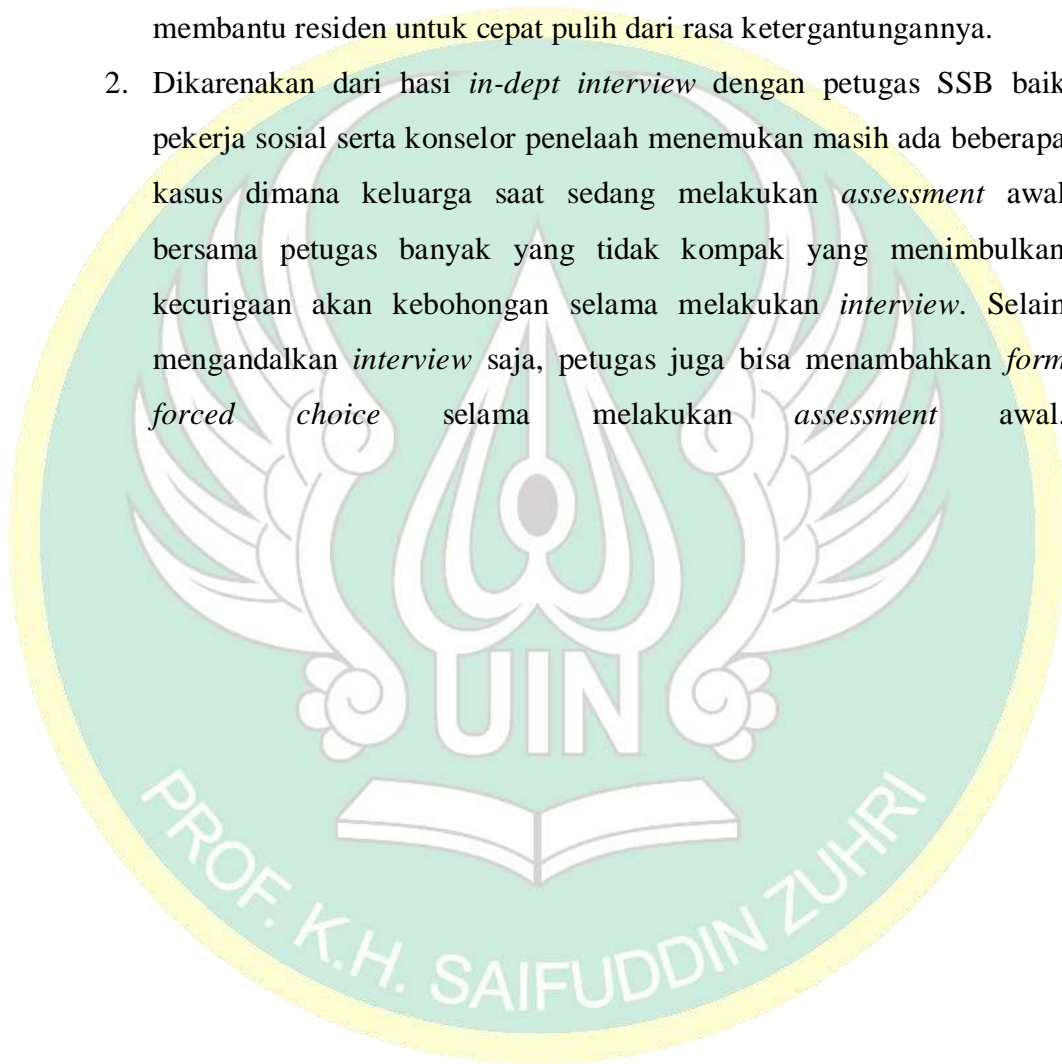 membantu residen untuk cepat pulih dari rasa ketergantungannya.
2. Dikarenakan dari hasi in-dept interview dengan petugas SSB baik
pekerja sosial serta konselor penelaah menemukan masih ada beberapa
kasus dimana keluarga saat sedang melakukan assessment awal
bersama petugas banyak yang tidak kompak yang menimbulkan
kecurigaan akan kebohongan selama melakukan interview. Selain
mengandalkan interview saja, petugas juga bisa menambahkan form
forced choice selama melakukan assessment awal.
UIN
PROF. K.H. SAIFUDDIN ZUHRI